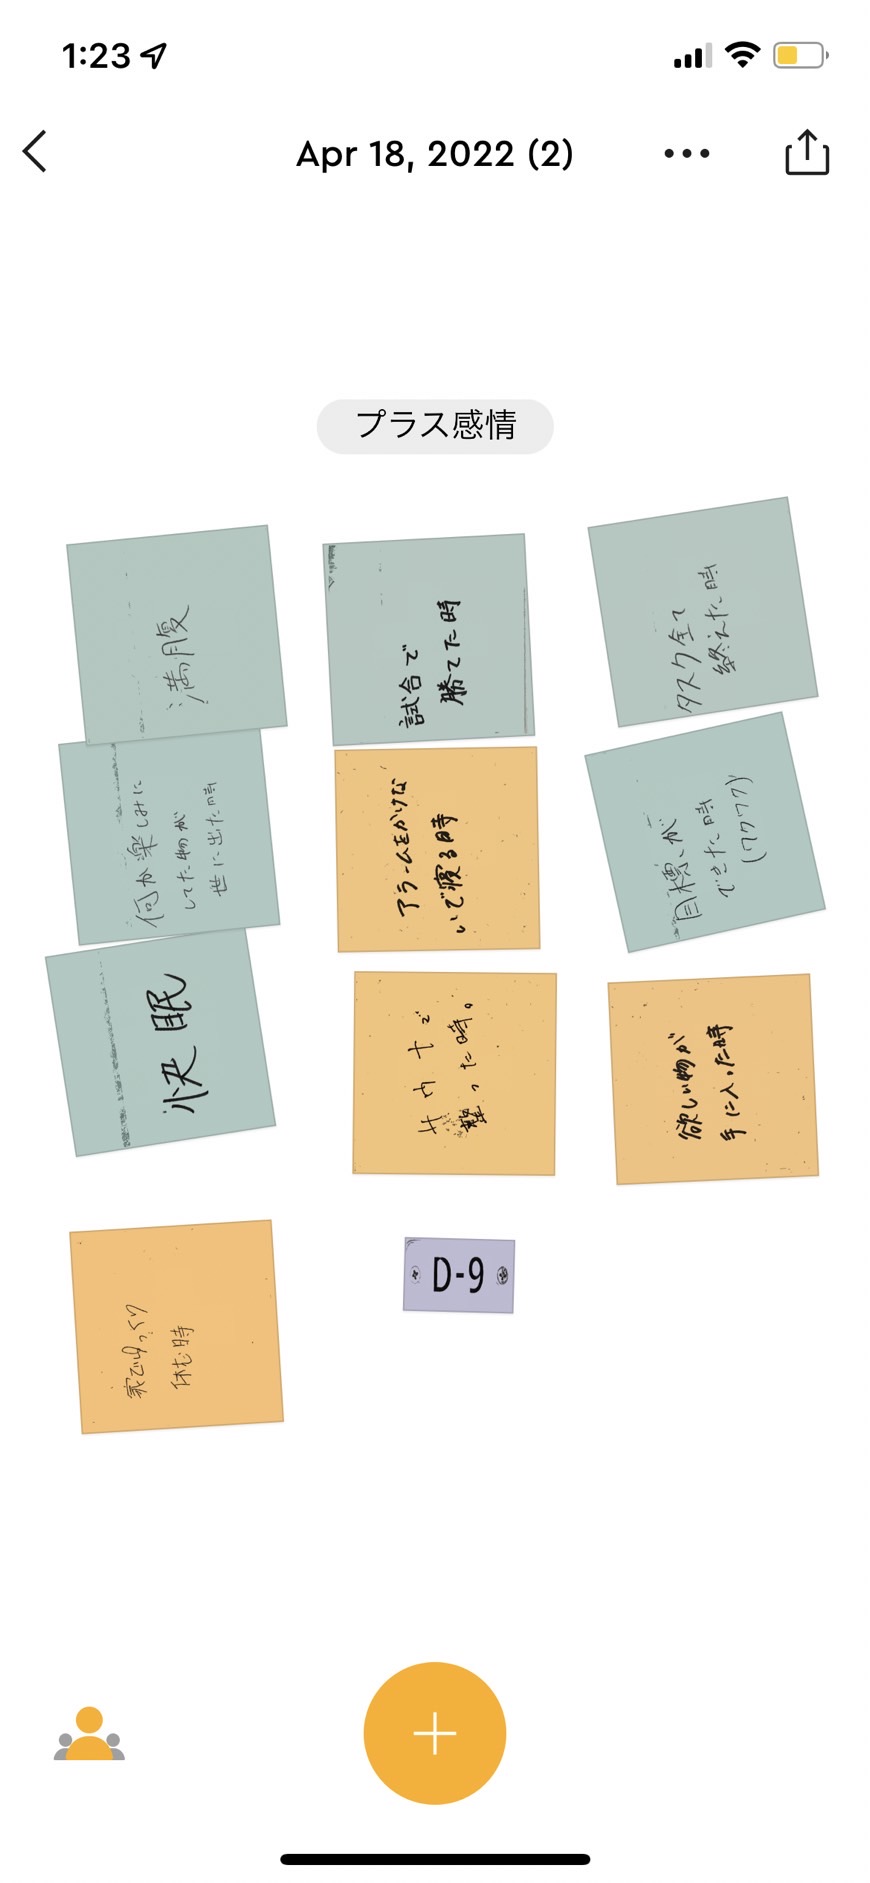 1:23
Apr 18, 2022 (2)
プラス感情
満腹
試合で
勝てた時
タスク全て
終えた時
何か楽しみに
してた物が
世に出た時
アラームをかけな
いで寝る時
目標が
できた時
(ワクワク)
快眠
サウナで
整った時。
欲しい物が
手に入った時
家でゆっくり
休む時
D-9